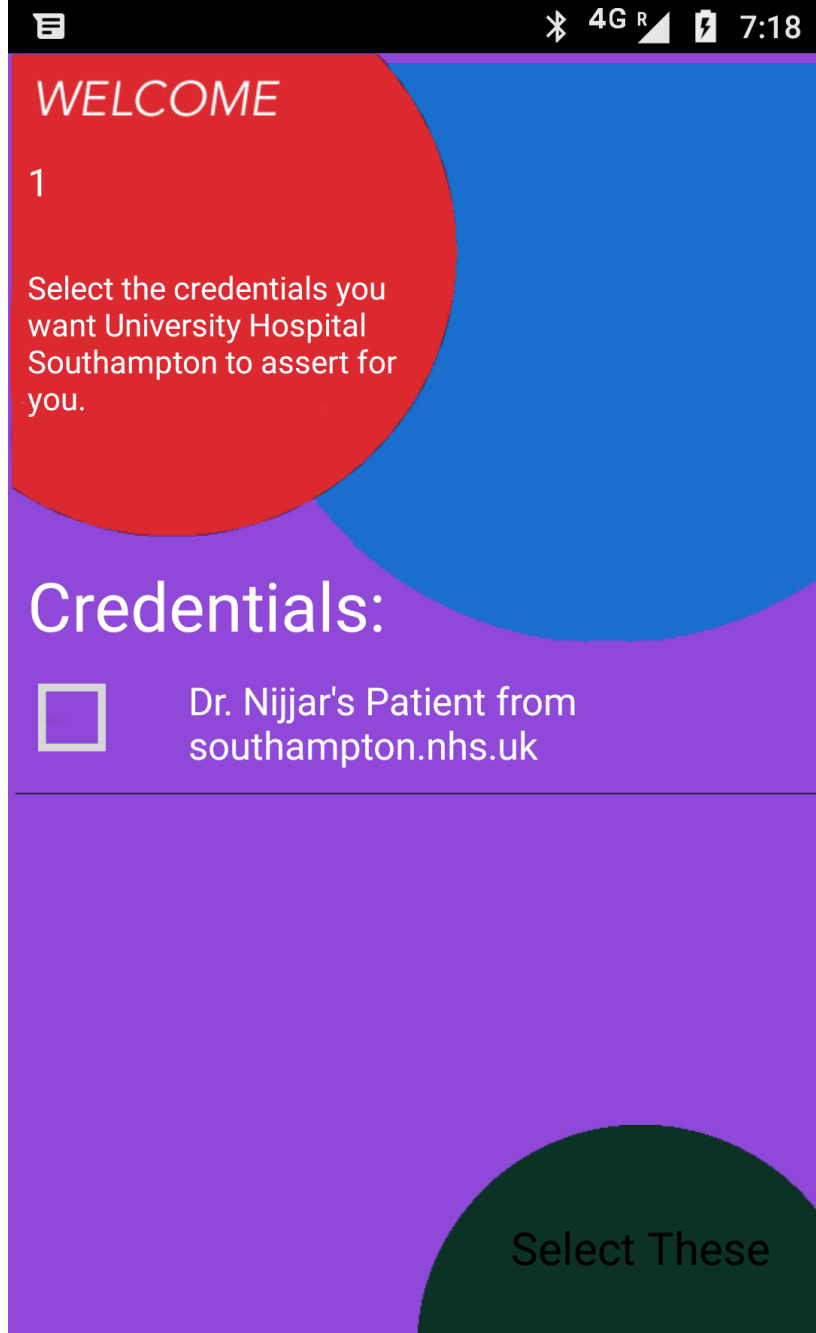 4G R 7:18
WELCOME
1
Select the credentials you
want University Hospital
Southampton to assert for
you.
Credentials:
Dr. Nijjar's Patient from
southampton.nhs.uk
Select These